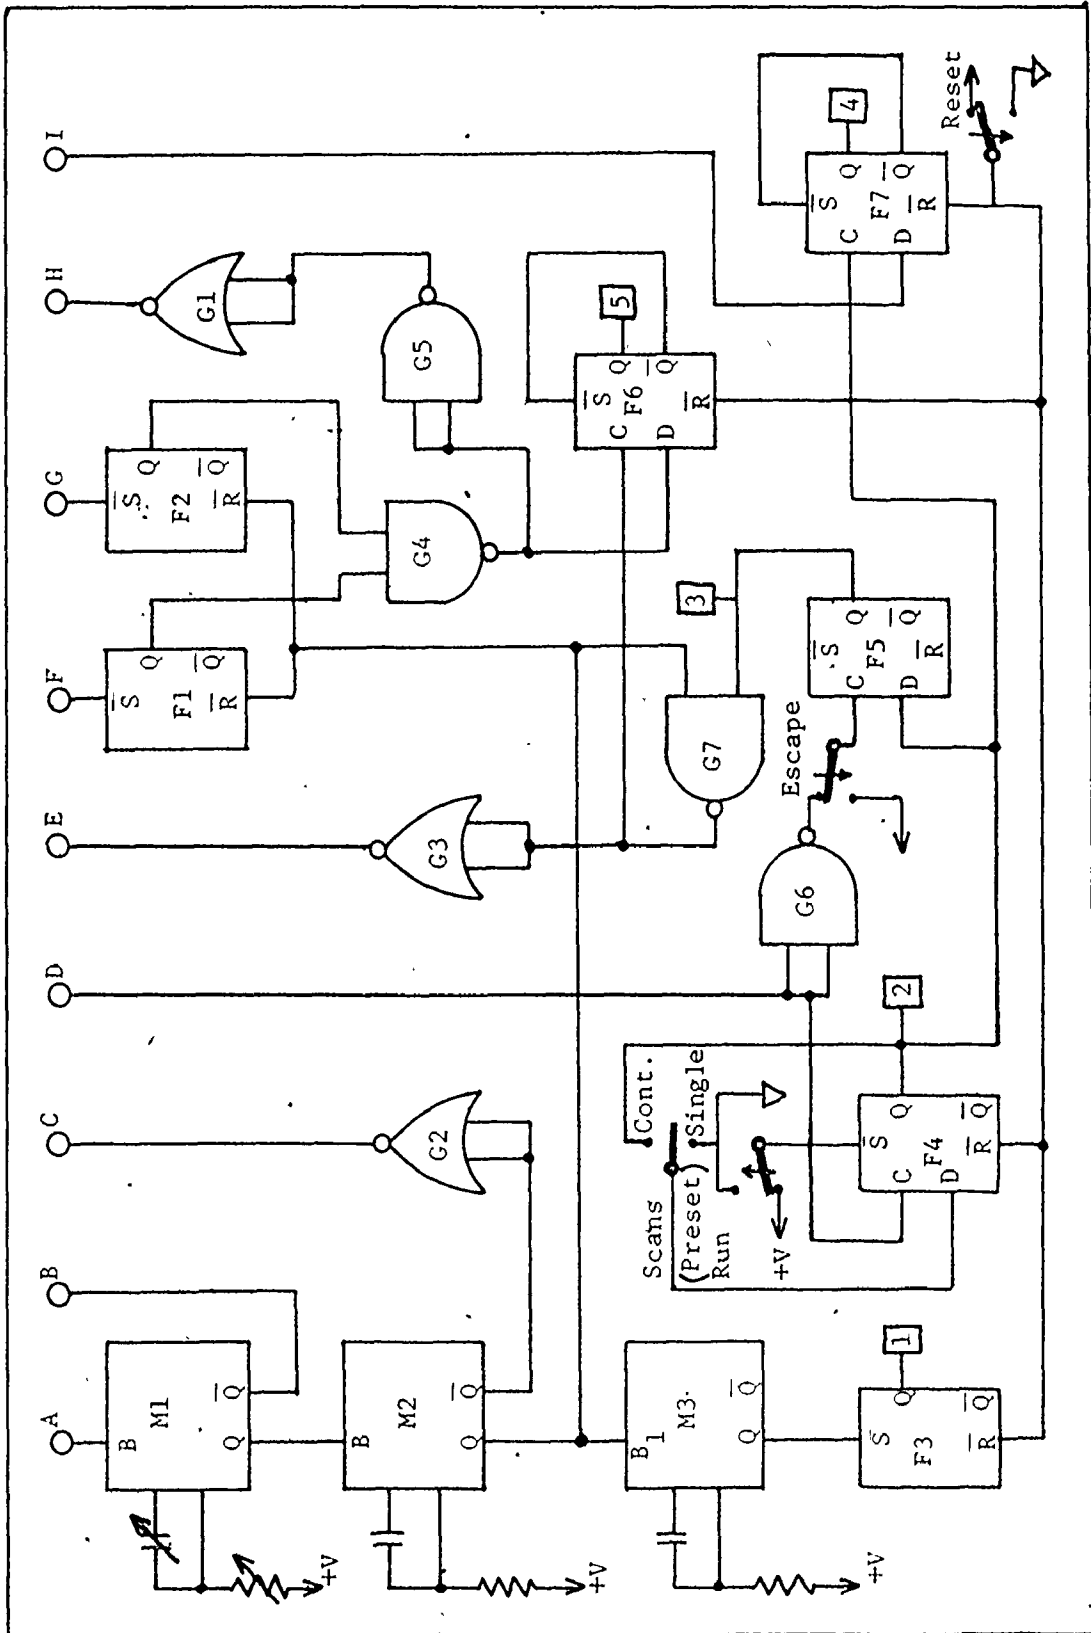 A
B
C
D
E
F
G
H
I
B
M1
Q
Q̅
+V
B
M2
Q
Q̅
+V
B1
M3
Q
Q̅
+V
G2
G3
S̅
Q
F1
Q̅
R̅
S̅
Q
F2
Q̅
R̅
G1
G4
G5
S̅
C
Q
5
F6
D
Q̅
R̅
3
G7
Escape
G6
S̅
C
Q
F5
D
Q̅
R̅
S̅
C
Q
4
F7
D
Q̅
R̅
Reset
Scans
Cont.
(Preset)
Single
Run
+V
2
S̅
C
Q
F4
D
Q̅
R̅
1
S̅
Q
F3
R̅
Q̅